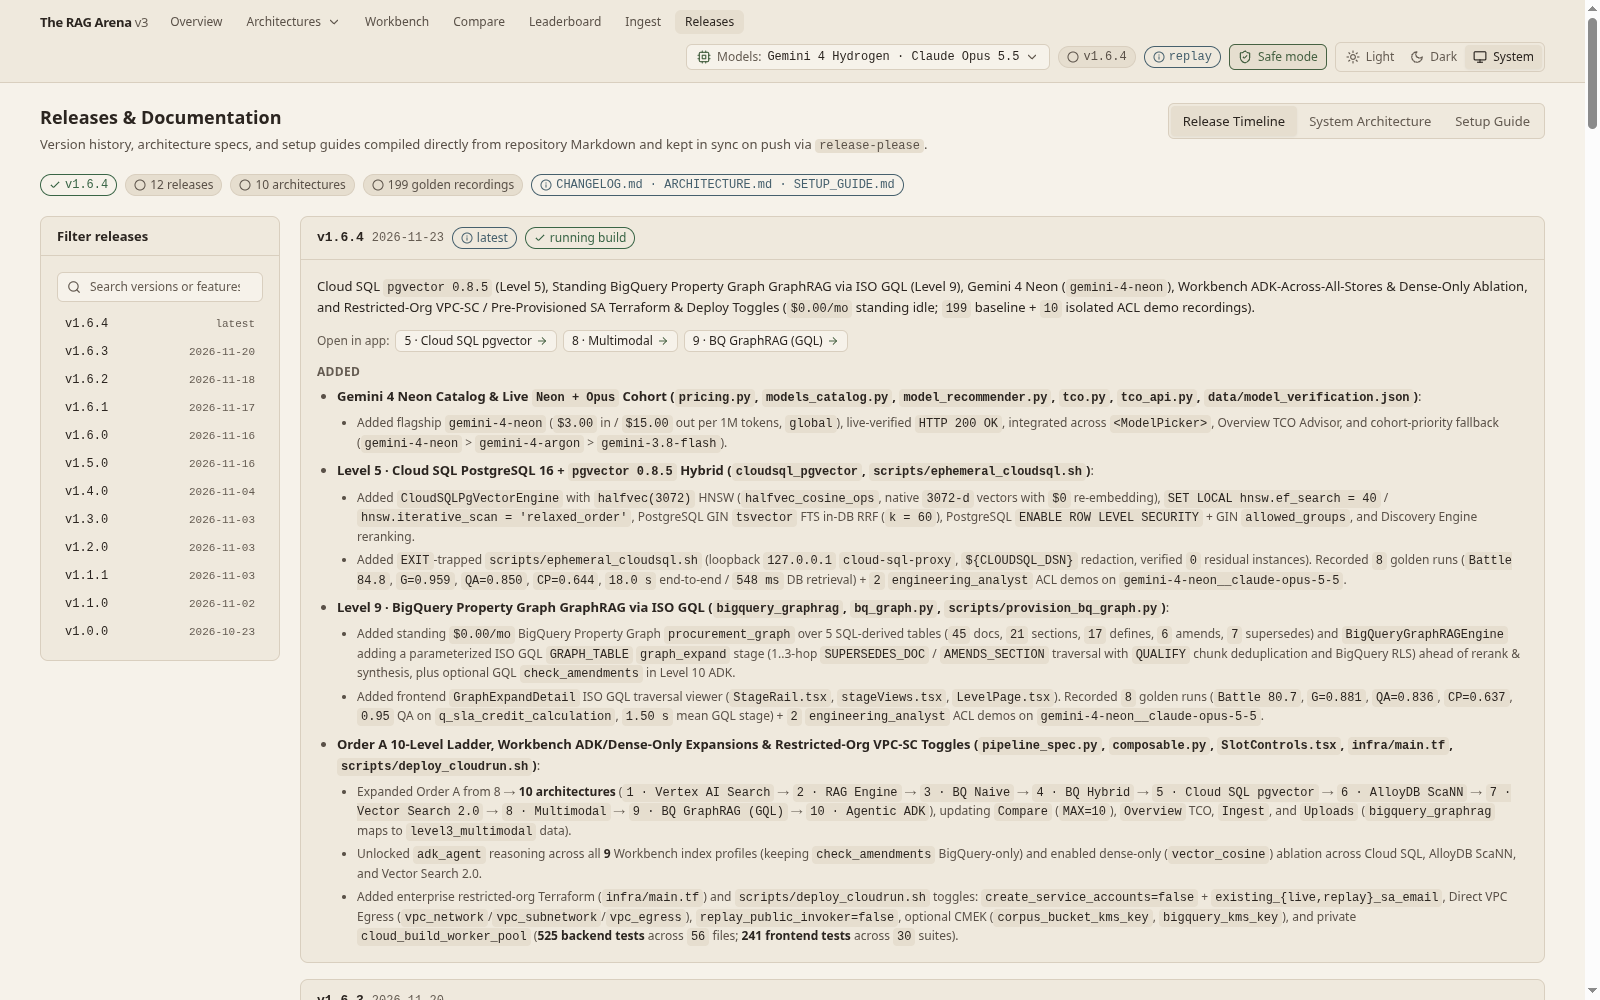 The RAG Arena v3 Overview Architectures Workbench Compare Leaderboard Ingest Releases
Models: Gemini 4 Hydrogen · Claude Opus 5.5 v1.6.4 replay Safe mode Light Dark System
Releases & Documentation
Version history, architecture specs, and setup guides compiled directly from repository Markdown and kept in sync on push via release-please.
Release Timeline System Architecture Setup Guide
v1.6.4 12 releases 10 architectures 199 golden recordings CHANGELOG.md · ARCHITECTURE.md · SETUP_GUIDE.md
Filter releases
Search versions or features
v1.6.4 latest
v1.6.3 2026-11-20
v1.6.2 2026-11-18
v1.6.1 2026-11-17
v1.6.0 2026-11-16
v1.5.0 2026-11-16
v1.4.0 2026-11-04
v1.3.0 2026-11-03
v1.2.0 2026-11-03
v1.1.1 2026-11-03
v1.1.0 2026-11-02
v1.0.0 2026-10-23
v1.6.4 2026-11-23 latest running build
Cloud SQL pgvector 0.8.5 (Level 5), Standing BigQuery Property Graph GraphRAG via ISO GQL (Level 9), Gemini 4 Neon (gemini-4-neon), Workbench ADK-Across-All-Stores & Dense-Only Ablation,
and Restricted-Org VPC-SC / Pre-Provisioned SA Terraform & Deploy Toggles ($0.00/mo standing idle; 199 baseline + 10 isolated ACL demo recordings).
Open in app: 5 · Cloud SQL pgvector → 8 · Multimodal → 9 · BQ GraphRAG (GQL) →
ADDED
• Gemini 4 Neon Catalog & Live Neon + Opus Cohort (pricing.py, models_catalog.py, model_recommender.py, tco.py, tco_api.py, data/model_verification.json):
• Added flagship gemini-4-neon ($3.00 in / $15.00 out per 1M tokens, global), live-verified HTTP 200 OK, integrated across <ModelPicker>, Overview TCO Advisor, and cohort-priority fallback
(gemini-4-neon > gemini-4-argon > gemini-3.8-flash).
• Level 5 · Cloud SQL PostgreSQL 16 + pgvector 0.8.5 Hybrid (cloudsql_pgvector, scripts/ephemeral_cloudsql.sh):
• Added CloudSQLPgVectorEngine with halfvec(3072) HNSW (halfvec_cosine_ops, native 3072-d vectors with $0 re-embedding), SET LOCAL hnsw.ef_search = 40 /
hnsw.iterative_scan = 'relaxed_order', PostgreSQL GIN tsvector FTS in-DB RRF (k = 60), PostgreSQL ENABLE ROW LEVEL SECURITY + GIN allowed_groups, and Discovery Engine
reranking.
• Added EXIT-trapped scripts/ephemeral_cloudsql.sh (loopback 127.0.0.1 cloud-sql-proxy, ${CLOUDSQL_DSN} redaction, verified 0 residual instances). Recorded 8 golden runs (Battle
84.8, G=0.959, QA=0.850, CP=0.644, 18.0 s end-to-end / 548 ms DB retrieval) + 2 engineering_analyst ACL demos on gemini-4-neon__claude-opus-5-5.
• Level 9 · BigQuery Property Graph GraphRAG via ISO GQL (bigquery_graphrag, bq_graph.py, scripts/provision_bq_graph.py):
• Added standing $0.00/mo BigQuery Property Graph procurement_graph over 5 SQL-derived tables (45 docs, 21 sections, 17 defines, 6 amends, 7 supersedes) and BigQueryGraphRAGEngine
adding a parameterized ISO GQL GRAPH_TABLE graph_expand stage (1..3-hop SUPERSEDES_DOC / AMENDS_SECTION traversal with QUALIFY chunk deduplication and BigQuery RLS) ahead of rerank &
synthesis, plus optional GQL check_amendments in Level 10 ADK.
• Added frontend GraphExpandDetail ISO GQL traversal viewer (StageRail.tsx, stageViews.tsx, LevelPage.tsx). Recorded 8 golden runs (Battle 80.7, G=0.881, QA=0.836, CP=0.637,
0.95 QA on q_sla_credit_calculation, 1.50 s mean GQL stage) + 2 engineering_analyst ACL demos on gemini-4-neon__claude-opus-5-5.
• Order A 10-Level Ladder, Workbench ADK/Dense-Only Expansions & Restricted-Org VPC-SC Toggles (pipeline_spec.py, composable.py, SlotControls.tsx, infra/main.tf,
scripts/deploy_cloudrun.sh):
• Expanded Order A from 8 → 10 architectures (1 · Vertex AI Search → 2 · RAG Engine → 3 · BQ Naive → 4 · BQ Hybrid → 5 · Cloud SQL pgvector → 6 · AlloyDB ScaNN → 7 ·
Vector Search 2.0 → 8 · Multimodal → 9 · BQ GraphRAG (GQL) → 10 · Agentic ADK), updating Compare (MAX=10), Overview TCO, Ingest, and Uploads (bigquery_graphrag
maps to level3_multimodal data).
• Unlocked adk_agent reasoning across all 9 Workbench index profiles (keeping check_amendments BigQuery-only) and enabled dense-only (vector_cosine) ablation across Cloud SQL, AlloyDB ScaNN,
and Vector Search 2.0.
• Added enterprise restricted-org Terraform (infra/main.tf) and scripts/deploy_cloudrun.sh toggles: create_service_accounts=false + existing_{live,replay}_sa_email, Direct VPC
Egress (vpc_network / vpc_subnetwork / vpc_egress), replay_public_invoker=false, optional CMEK (corpus_bucket_kms_key, bigquery_kms_key), and private
cloud_build_worker_pool (525 backend tests across 56 files; 241 frontend tests across 30 suites).
v1.6.3 2026-11-20